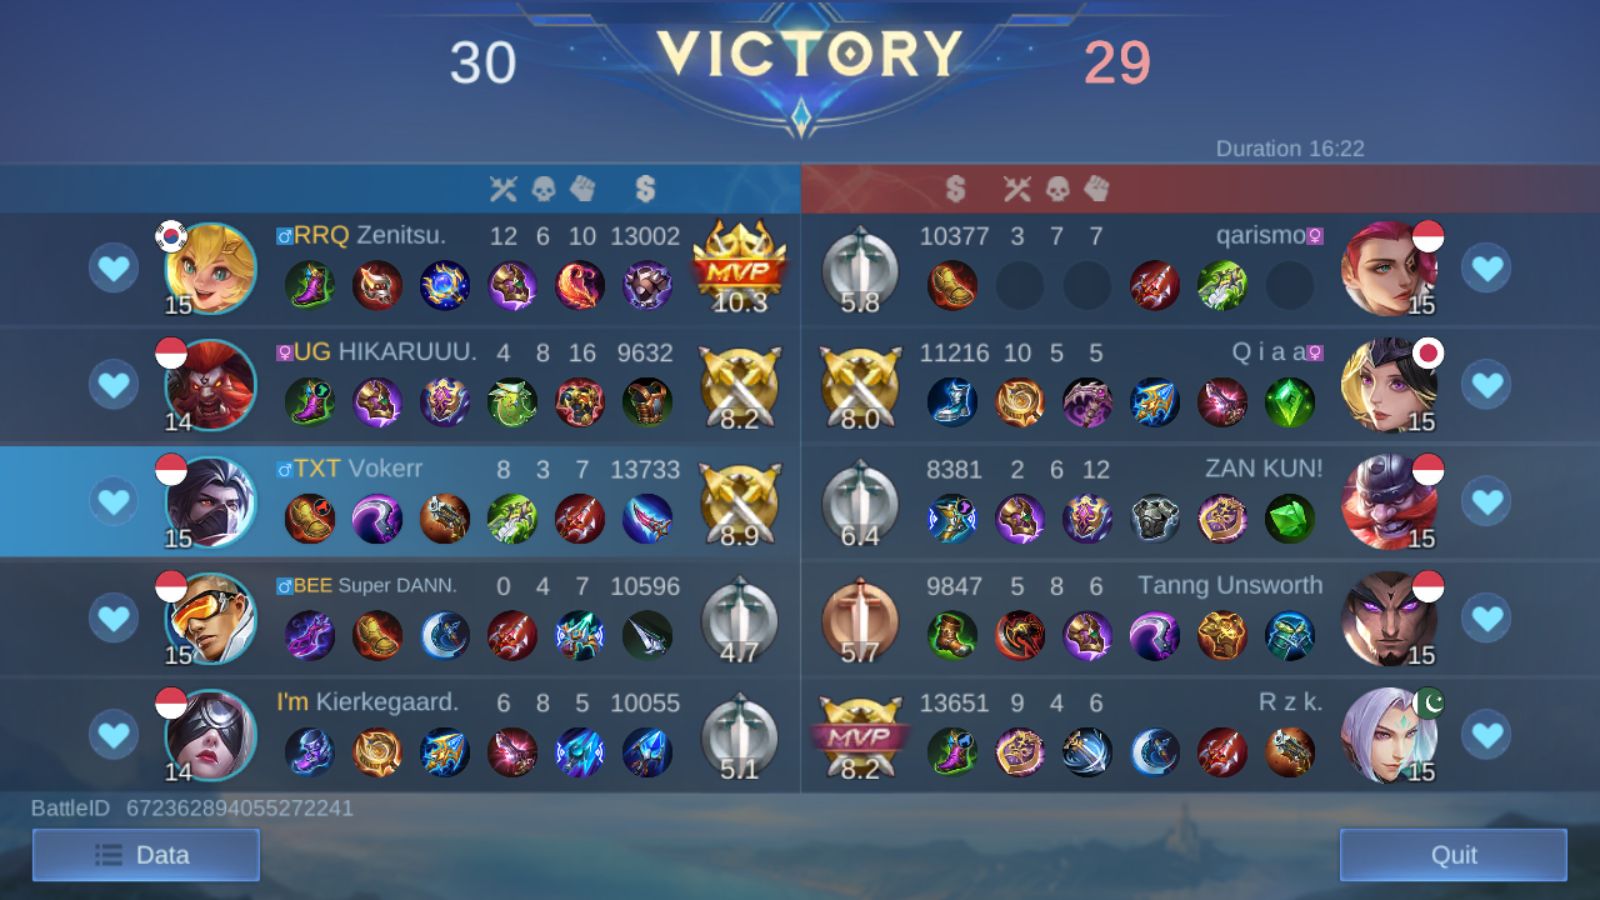 30 VICTORY 29
Duration 16:22
RRQ Zenitsu. 12 6 10 13002 MVP 10.3 15
5.8 10377 3 7 7 qarismo 15
UG HIKARUUU. 4 8 16 9632 8.2 14
8.0 11216 10 5 5 Q i a a 15
TXT Vokerr 8 3 7 13733 8.9 15
6.4 8381 2 6 12 ZAN KUN! 15
BEE Super DANN. 0 4 7 10596 4.7 15
5.7 9847 5 8 6 Tanng Unsworth 15
I'm Kierkegaard. 6 8 5 10055 5.1 14
MVP 8.2 13651 9 4 6 R z k. 15
BattleID 672362894055272241
Data
Quit